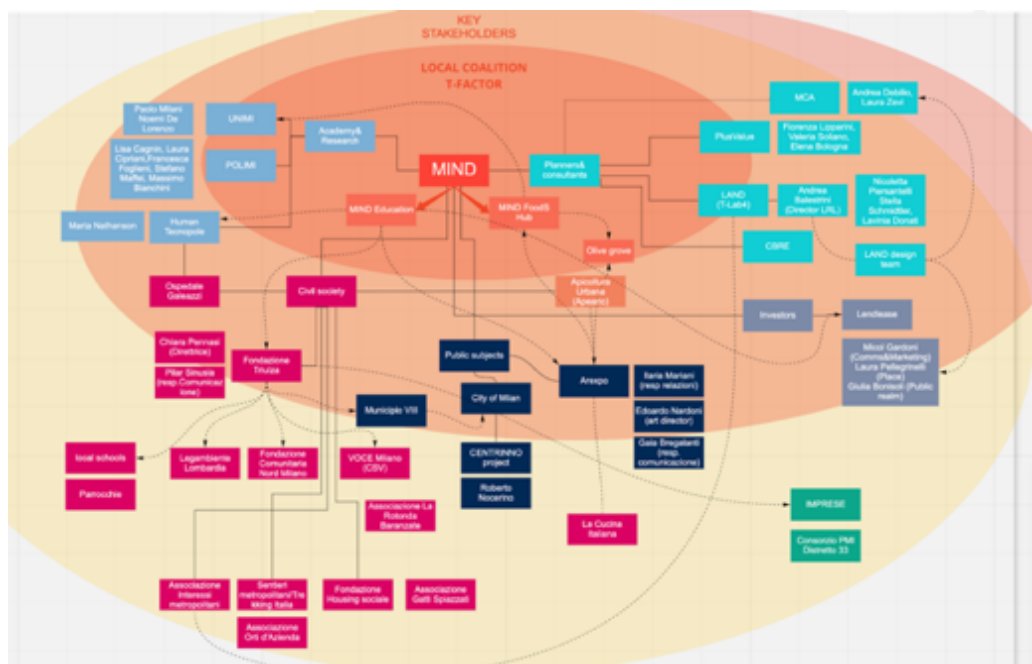 KEY
STAKEHOLDERS
LOCAL COALITION
T-FACTOR
Paolo Milani
Noemi De
Lorenzo
UNIMI
Academy&
Research
Lisa Cagnin, Laura
Cipriani,Francesca
Foglieni, Stefano
Maffei, Massimo
Bianchini
POLIMI
MIND
Planners&
consultants
MCA
Andrea Debilio,
Laura Zevi
PlusValue
Fiorenza Lipparini,
Valeria Soliano,
Elena Bologna
LAND
(T-Lab4)
Andrea
Balestrini
(Director LRL)
Nicoletta
Piersantelli
Stella
Schmidtler,
Lavinia Donati
MIND Education
MIND FoodS
Hub
Maria Nathanson
Human
Tecnopole
Olive grove
CBRE
LAND design
team
Ospedale
Galeazzi
Civil society
Apicoltura
Urbana
(Apeario)
Investors
Lendlease
Chiara Pennasi
(Direttrice)
Pilar Sinusia
(resp.Comunicaz
ione)
Fondazione
Triulza
Public subjects
Arexpo
Ilaria Mariani
(resp relazioni)
Edoardo Nardoni
(art director)
Gaia Bregalanti
(resp.
comunicazione)
Micol Gardoni
(Comms&Marketing)
Laura Pellegrinelli
(Place)
Giulia Bonisoli (Public
realm)
Municipio VIII
City of Milan
local schools
Parrocchie
Legambiente
Lombardia
Fondazione
Comunitaria
Nord Milano
VOCE Milano
(CSV)
CENTRINNO
project
Roberto
Nocerino
Associazione La
Rotonda
Baranzate
La Cucina
Italiana
IMPRESE
Consorzio PMI
Distretto 33
Associazione
Interessi
metropolitani
Sentieri
metropolitani/Tre
kking Italia
Fondazione
Housing sociale
Associazione
Gatti Spiazzati
Associazione
Orti d'Azienda